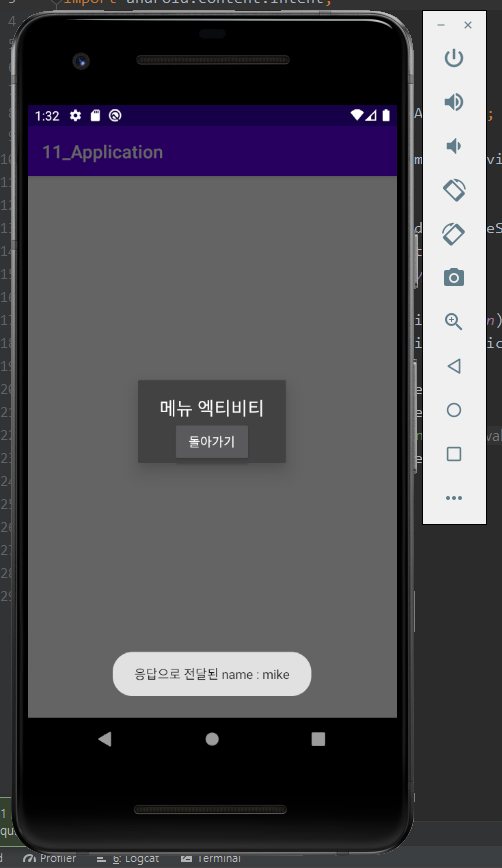 import android.content.Intent;
1:32
11_Application
메뉴 엑티비티
돌아가기
응답으로 전달된 name : mike
Profiler
6: Logcat
Terminal